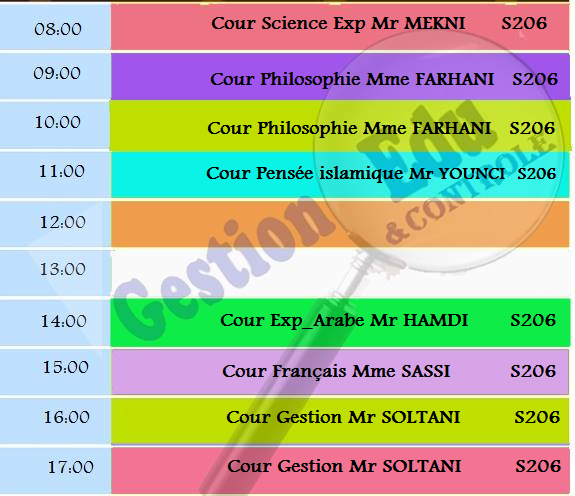 08:00 Cour Science Exp Mr MEKNI S206
09:00 Cour Philosophie Mme FARHANI S206
10:00 Cour Philosophie Mme FARHANI S206
11:00 Cour Pensée islamique Mr YOUNCI S206
12:00
13:00
14:00 Cour Exp_Arabe Mr HAMDI S206
15:00 Cour Français Mme SASSI S206
16:00 Cour Gestion Mr SOLTANI S206
17:00 Cour Gestion Mr SOLTANI S206
Gestion Edu
& CONTROLE